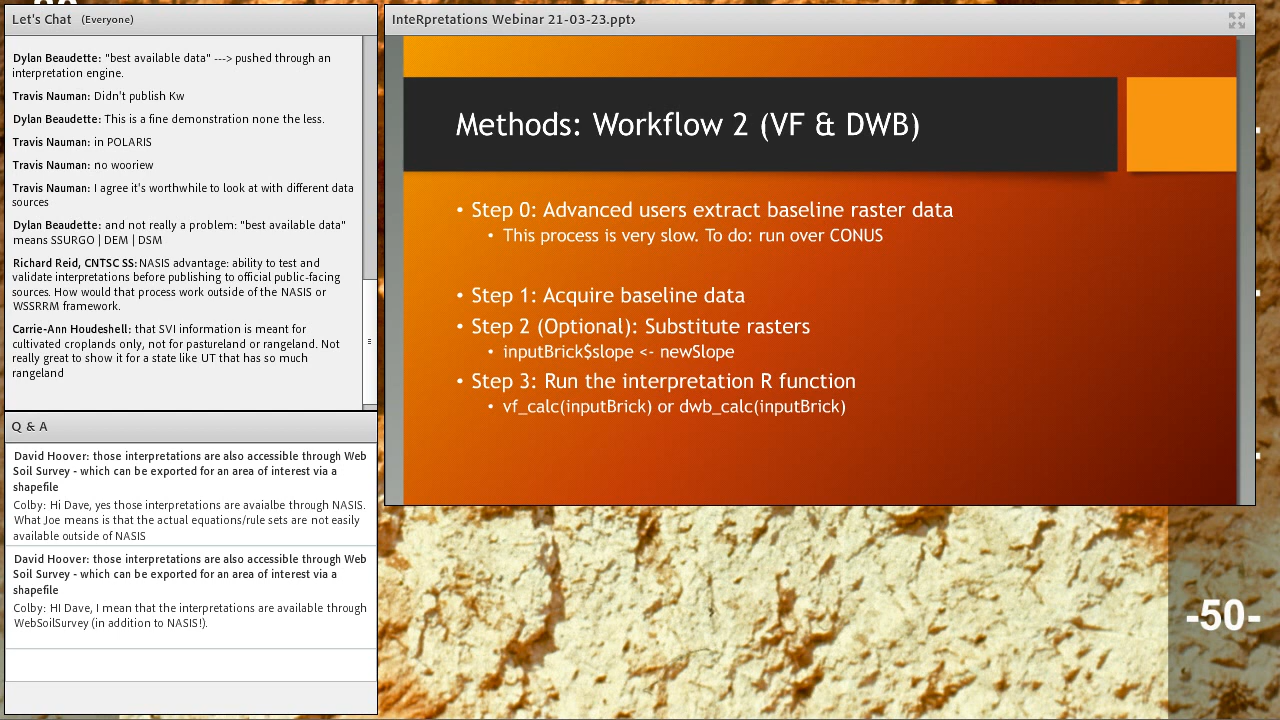 Let's Chat (Everyone)
Dylan Beaudette: "best available data" ---> pushed through an
interpretation engine.
Travis Nauman: Didn't publish Kw
Dylan Beaudette: This is a fine demonstration none the less.
Travis Nauman: in POLARIS
Travis Nauman: no wooriew
Travis Nauman: I agree it's worthwhile to look at with different data
sources
Dylan Beaudette: and not really a problem: "best available data"
means SSURGO | DEM | DSM
Richard Reid, CNTSC SS: NASIS advantage: ability to test and
validate interpretations before publishing to official public-facing
sources. How would that process work outside of the NASIS or
WSSRRM framework.
Carrie-Ann Houdeshell: that SVI information is meant for
cultivated croplands only, not for pastureland or rangeland. Not
really great to show it for a state like UT that has so much
rangeland
Q & A
David Hoover: those interpretations are also accessible through Web
Soil Survey - which can be exported for an area of interest via a
shapefile
Colby: Hi Dave, yes those interpretations are avaialbe through NASIS.
What Joe means is that the actual equations/rule sets are not easily
available outside of NASIS
David Hoover: those interpretations are also accessible through Web
Soil Survey - which can be exported for an area of interest via a
shapefile
Colby: HI Dave, I mean that the interpretations are available through
WebSoilSurvey (in addition to NASIS!).
InteRpretations Webinar 21-03-23.ppt›
Methods: Workflow 2 (VF & DWB)
• Step 0: Advanced users extract baseline raster data
• This process is very slow. To do: run over CONUS
• Step 1: Acquire baseline data
• Step 2 (Optional): Substitute rasters
• inputBrick$slope <- newSlope
• Step 3: Run the interpretation R function
• vf_calc(inputBrick) or dwb_calc(inputBrick)
-50-